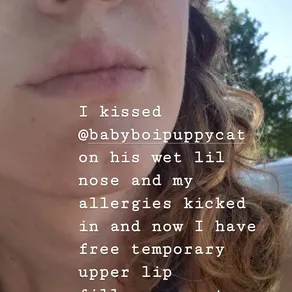 I kissed
@babyboipuppycat
on his wet lil
nose and my
allergies kicked
in and now I have
free temporary
upper lip